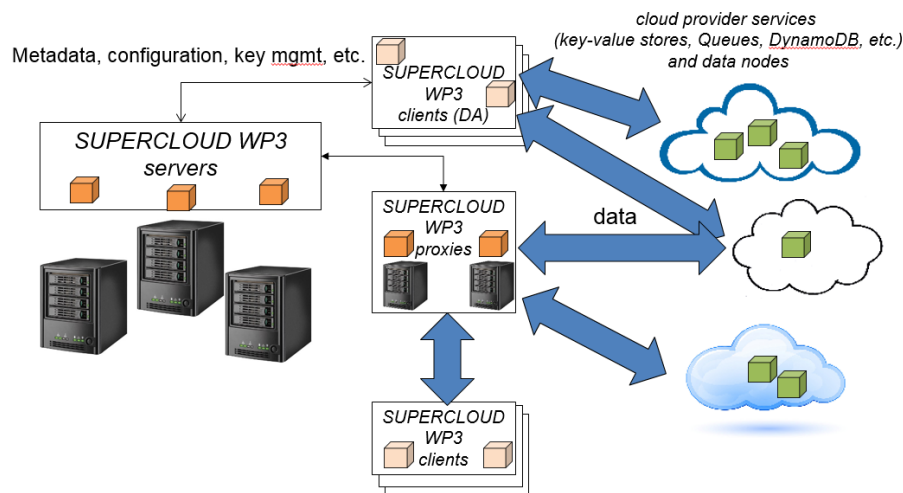 cloud provider services
(key-value stores, Queues, DynamoDB, etc.)
and data nodes
Metadata, configuration, key mgmt, etc.
SUPERCLOUD
WP3
clients (DA)
SUPERCLOUD WP3
servers
SUPERCLOUD
WP3
proxies
data
SUPERCLOUD
WP3
clients